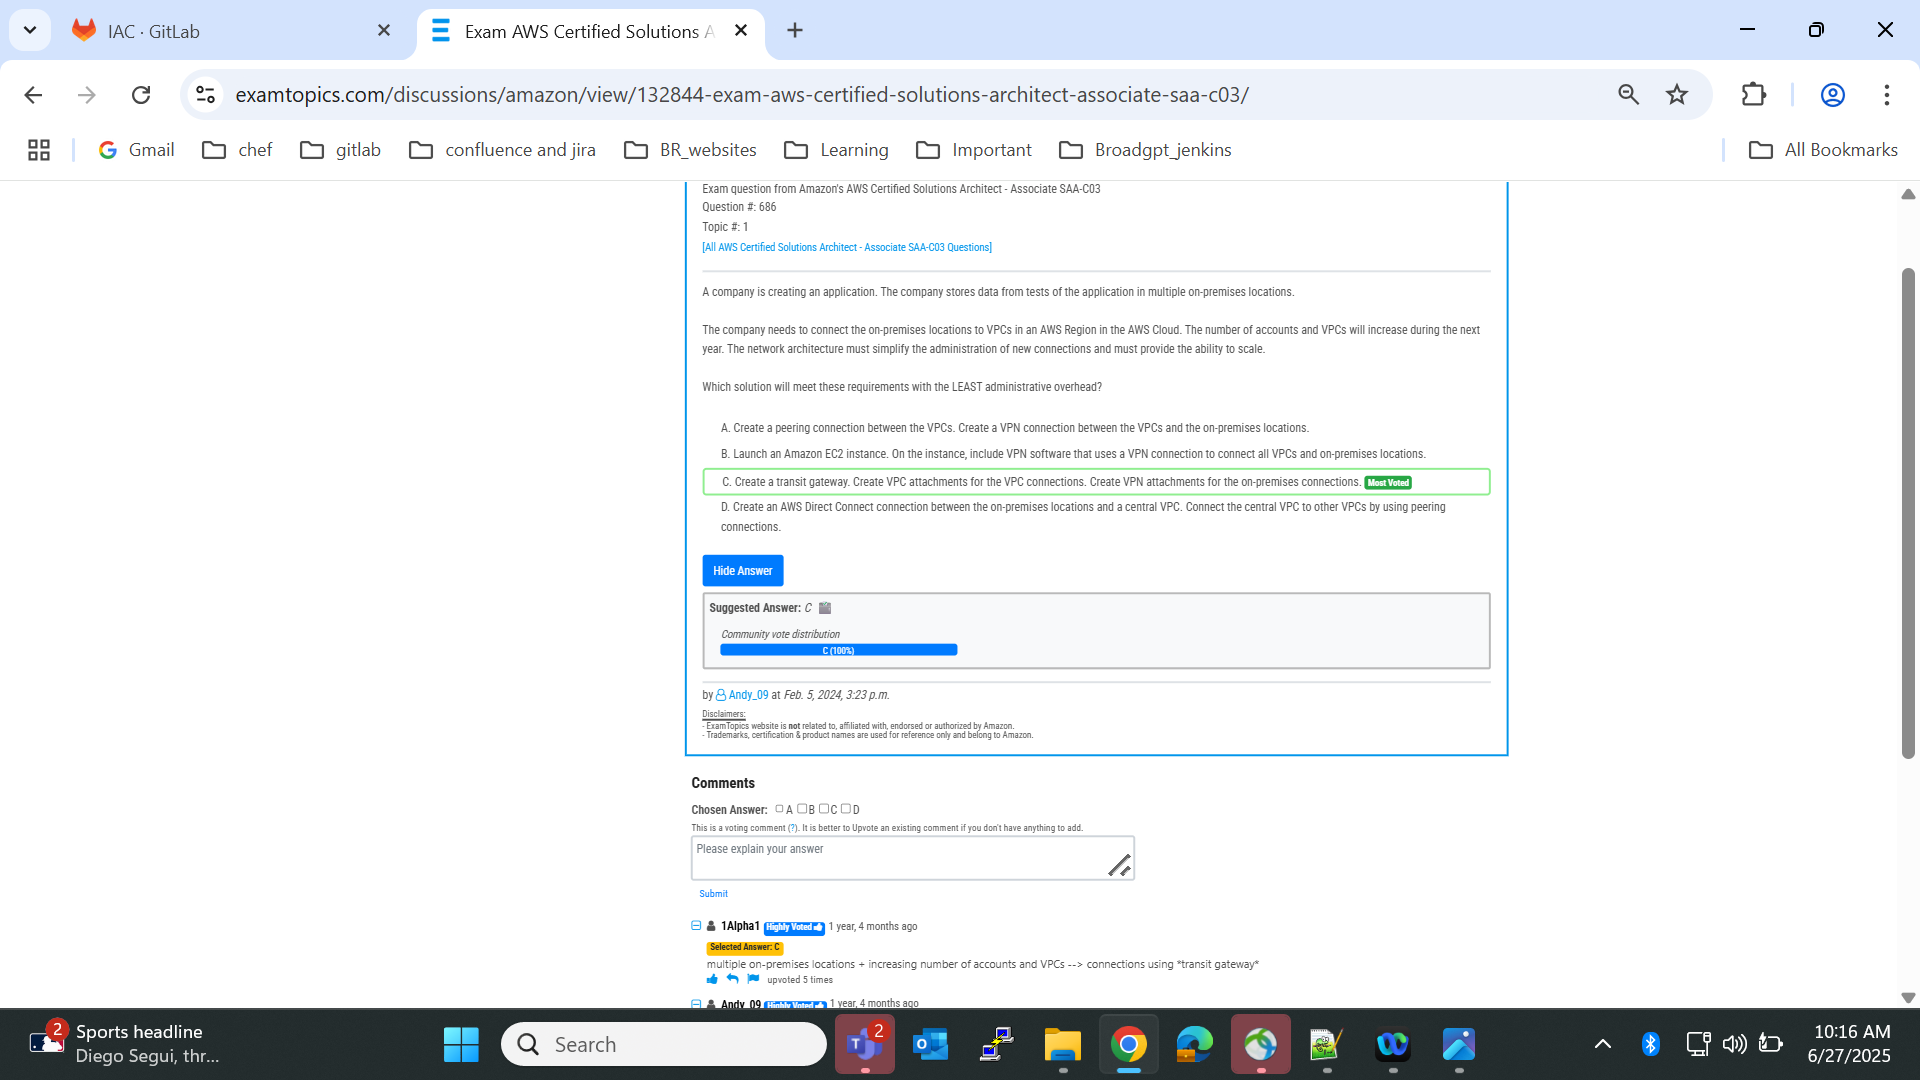 IAC · GitLab
Exam AWS Certified Solutions A
examtopics.com/discussions/amazon/view/132844-exam-aws-certified-solutions-architect-associate-saa-c03/
Gmail
chef
gitlab
confluence and jira
BR_websites
Learning
Important
Broadgpt_jenkins
All Bookmarks
Exam question from Amazon's AWS Certified Solutions Architect - Associate SAA-C03
Question #: 686
Topic #: 1
[All AWS Certified Solutions Architect - Associate SAA-C03 Questions]
A company is creating an application. The company stores data from tests of the application in multiple on-premises locations.
The company needs to connect the on-premises locations to VPCs in an AWS Region in the AWS Cloud. The number of accounts and VPCs will increase during the next
year. The network architecture must simplify the administration of new connections and must provide the ability to scale.
Which solution will meet these requirements with the LEAST administrative overhead?
A. Create a peering connection between the VPCs. Create a VPN connection between the VPCs and the on-premises locations.
B. Launch an Amazon EC2 instance. On the instance, include VPN software that uses a VPN connection to connect all VPCs and on-premises locations.
C. Create a transit gateway. Create VPC attachments for the VPC connections. Create VPN attachments for the on-premises connections. Most Voted
D. Create an AWS Direct Connect connection between the on-premises locations and a central VPC. Connect the central VPC to other VPCs by using peering
connections.
Hide Answer
Suggested Answer: C
Community vote distribution
C (100%)
by Andy_09 at Feb. 5, 2024, 3:23 p.m.
Disclaimers:
- ExamTopics website is not related to, affiliated with, endorsed or authorized by Amazon.
- Trademarks, certification & product names are used for reference only and belong to Amazon.
Comments
Chosen Answer: A B C D
This is a voting comment (?). It is better to Upvote an existing comment if you don't have anything to add.
Please explain your answer
Submit
1Alpha1 Highly Voted 1 year, 4 months ago
Selected Answer: C
multiple on-premises locations + increasing number of accounts and VPCs --> connections using *transit gateway*
upvoted 5 times
Andy_09 Highly Voted 1 year, 4 months ago
2
Sports headline
Diego Segui, thr...
Search
2
10:16 AM
6/27/2025